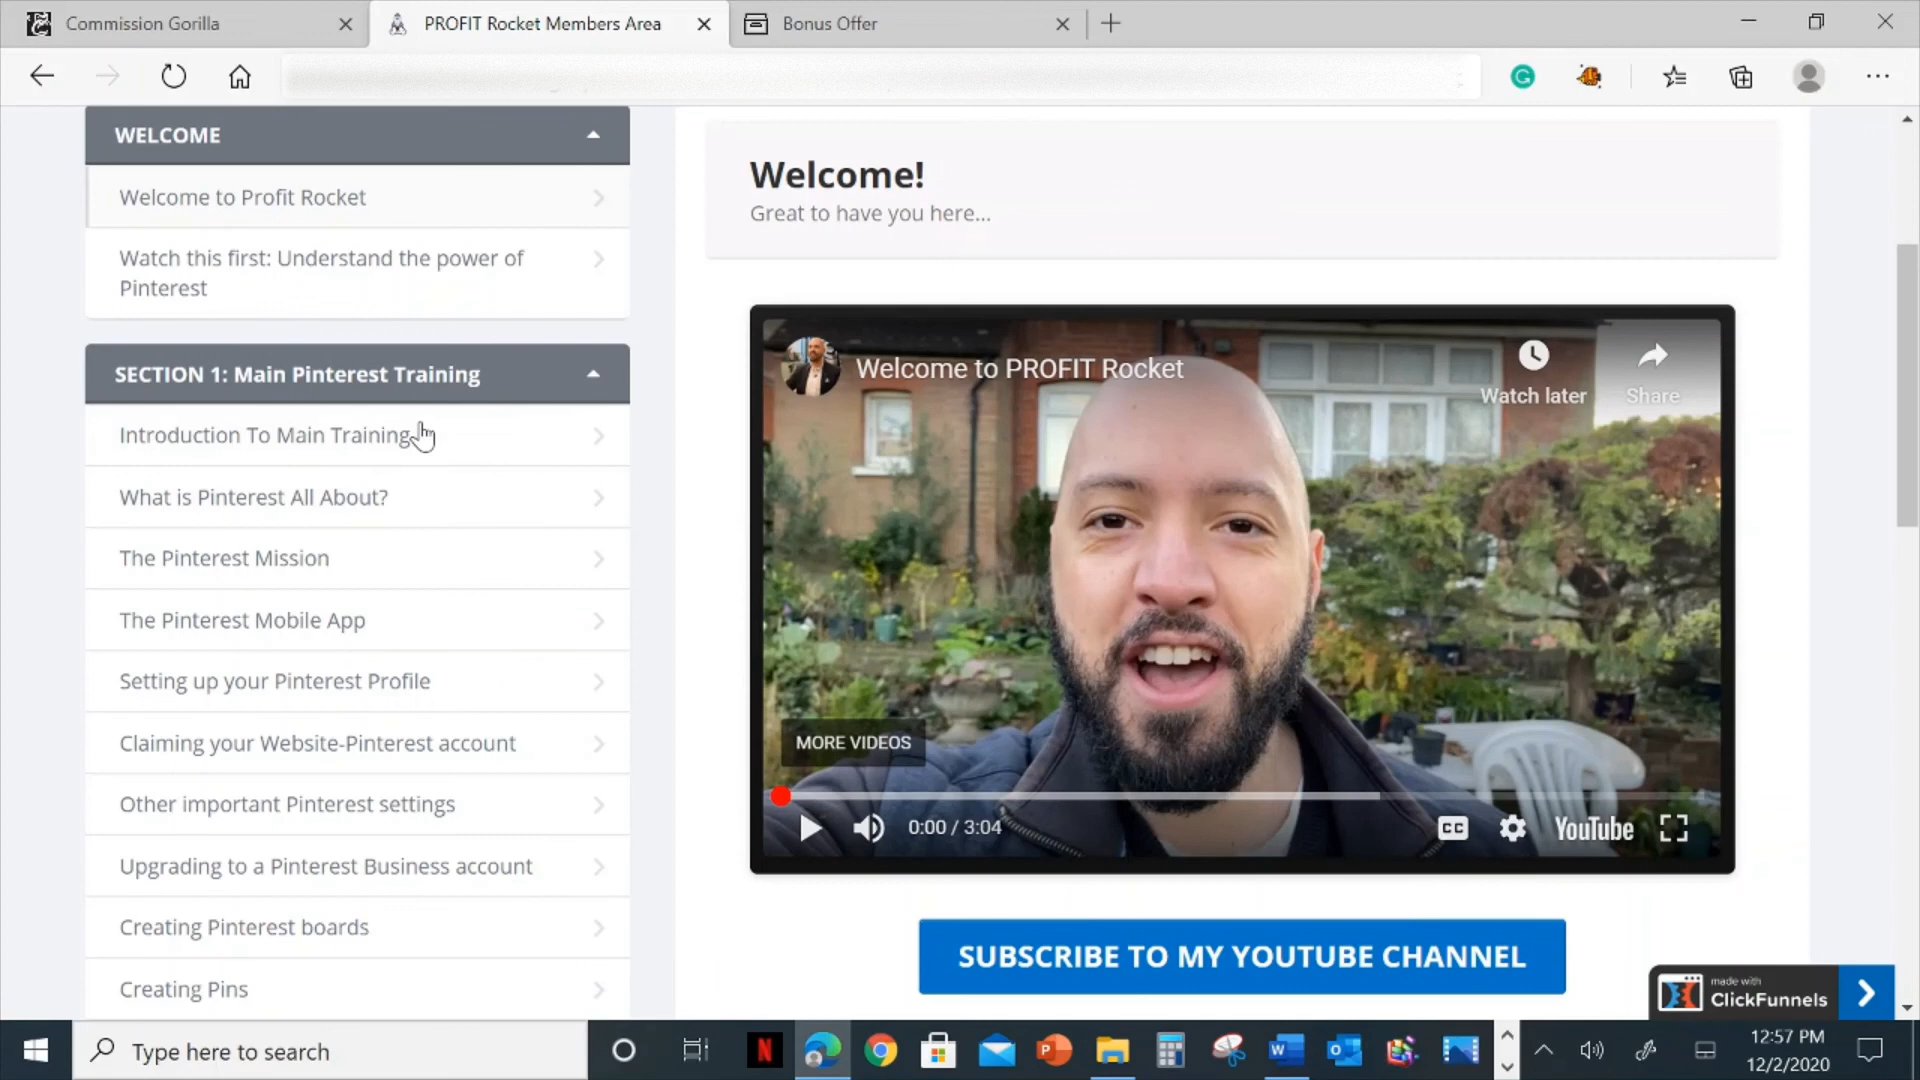 Commission Gorilla
PROFIT Rocket Members Area
Bonus Offer
WELCOME
Welcome to Profit Rocket
Watch this first: Understand the power of
Pinterest
SECTION 1: Main Pinterest Training
Introduction To Main Training
What is Pinterest All About?
The Pinterest Mission
The Pinterest Mobile App
Setting up your Pinterest Profile
Claiming your Website-Pinterest account
Other important Pinterest settings
Upgrading to a Pinterest Business account
Creating Pinterest boards
Creating Pins
Welcome!
Great to have you here...
Welcome to PROFIT Rocket
Watch later
Share
MORE VIDEOS
0:00 / 3:04
CC
YouTube
SUBSCRIBE TO MY YOUTUBE CHANNEL
made with
ClickFunnels
Type here to search
12:57 PM
12/2/2020